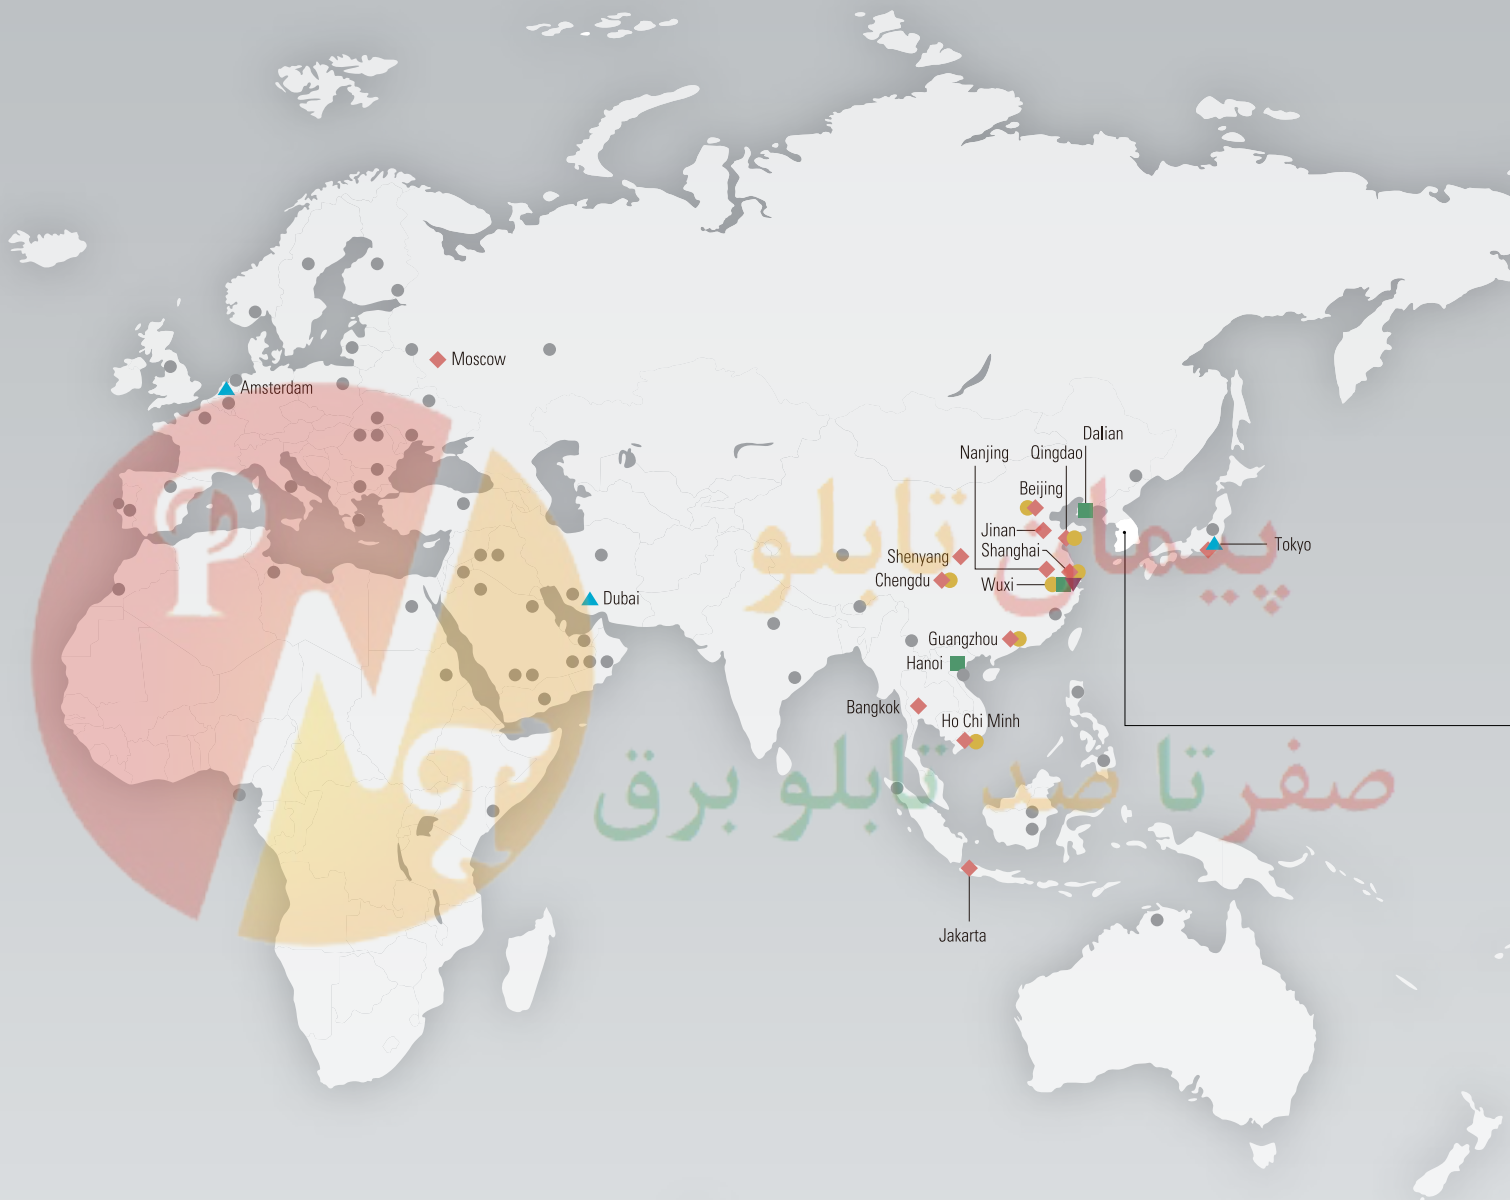 Moscow
Amsterdam
Dalian
Nanjing
Qingdao
Beijing
Jinan
Shanghai
Tokyo
Shenyang
Chengdu
Wuxi
Dubai
Guangzhou
Hanoi
Bangkok
Ho Chi Minh
Jakarta
پیمان تابلو
صفر تا صد تابلو برق
PNT